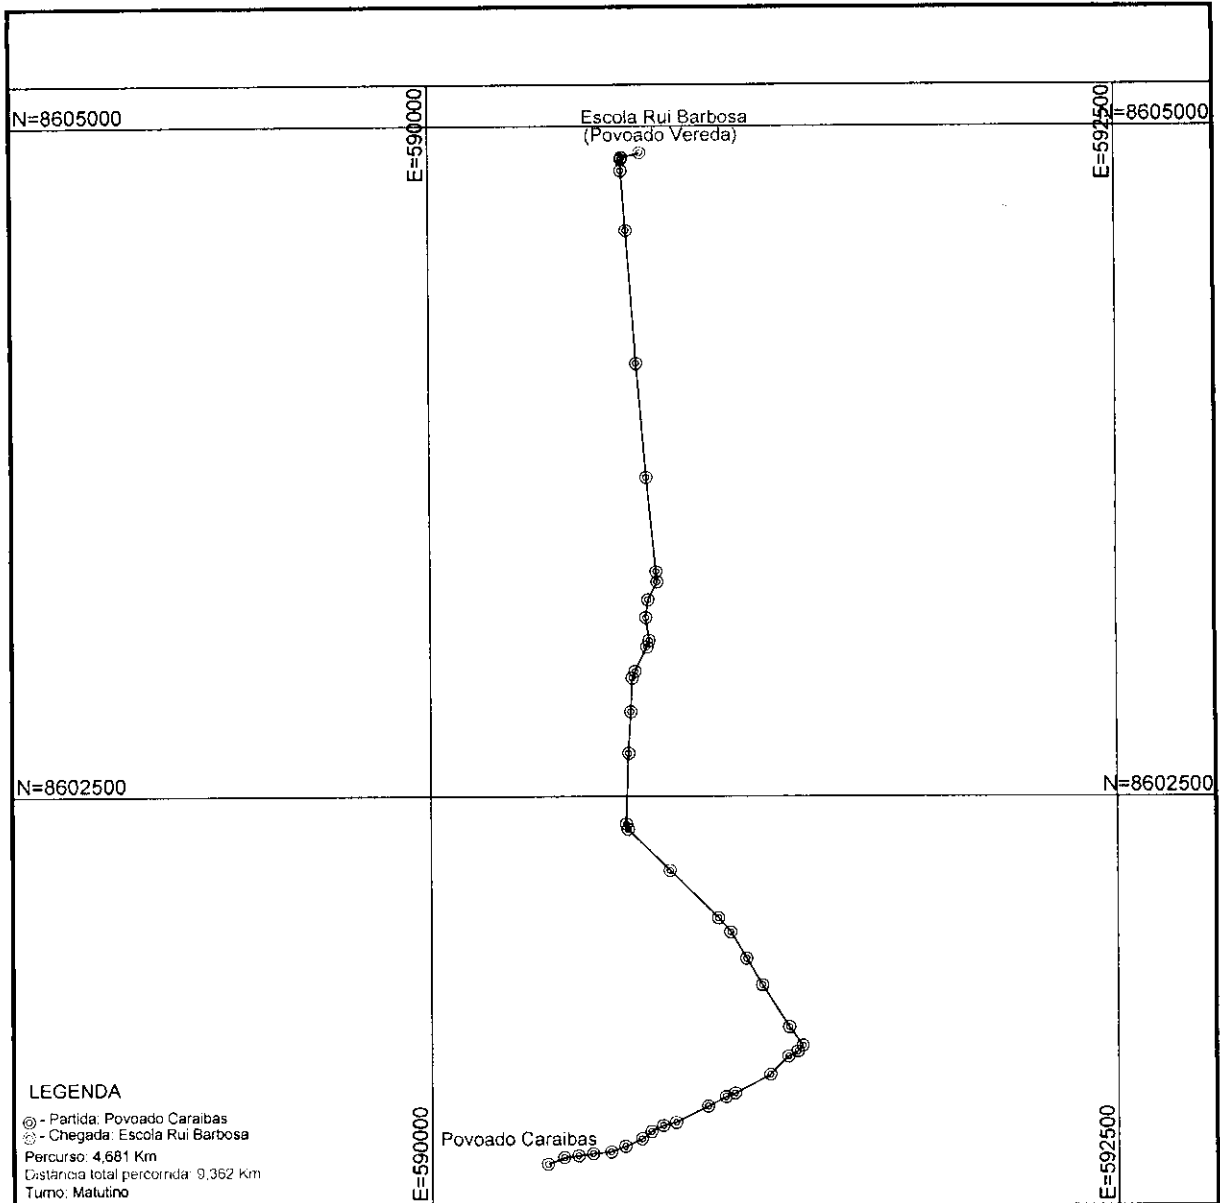 N=8605000
E=590000
Escola Rui Barbosa
(Povoado Vereda)
E=592500
N=8605000
N=8602500
N=8602500
LEGENDA
- Partida: Povoado Caraibas
- Chegada: Escola Rui Barbosa
Percurso: 4,681 Km
Distância total percorrida: 9,362 Km
Turno: Matutino
E=590000
Povoado Caraibas
E=592500